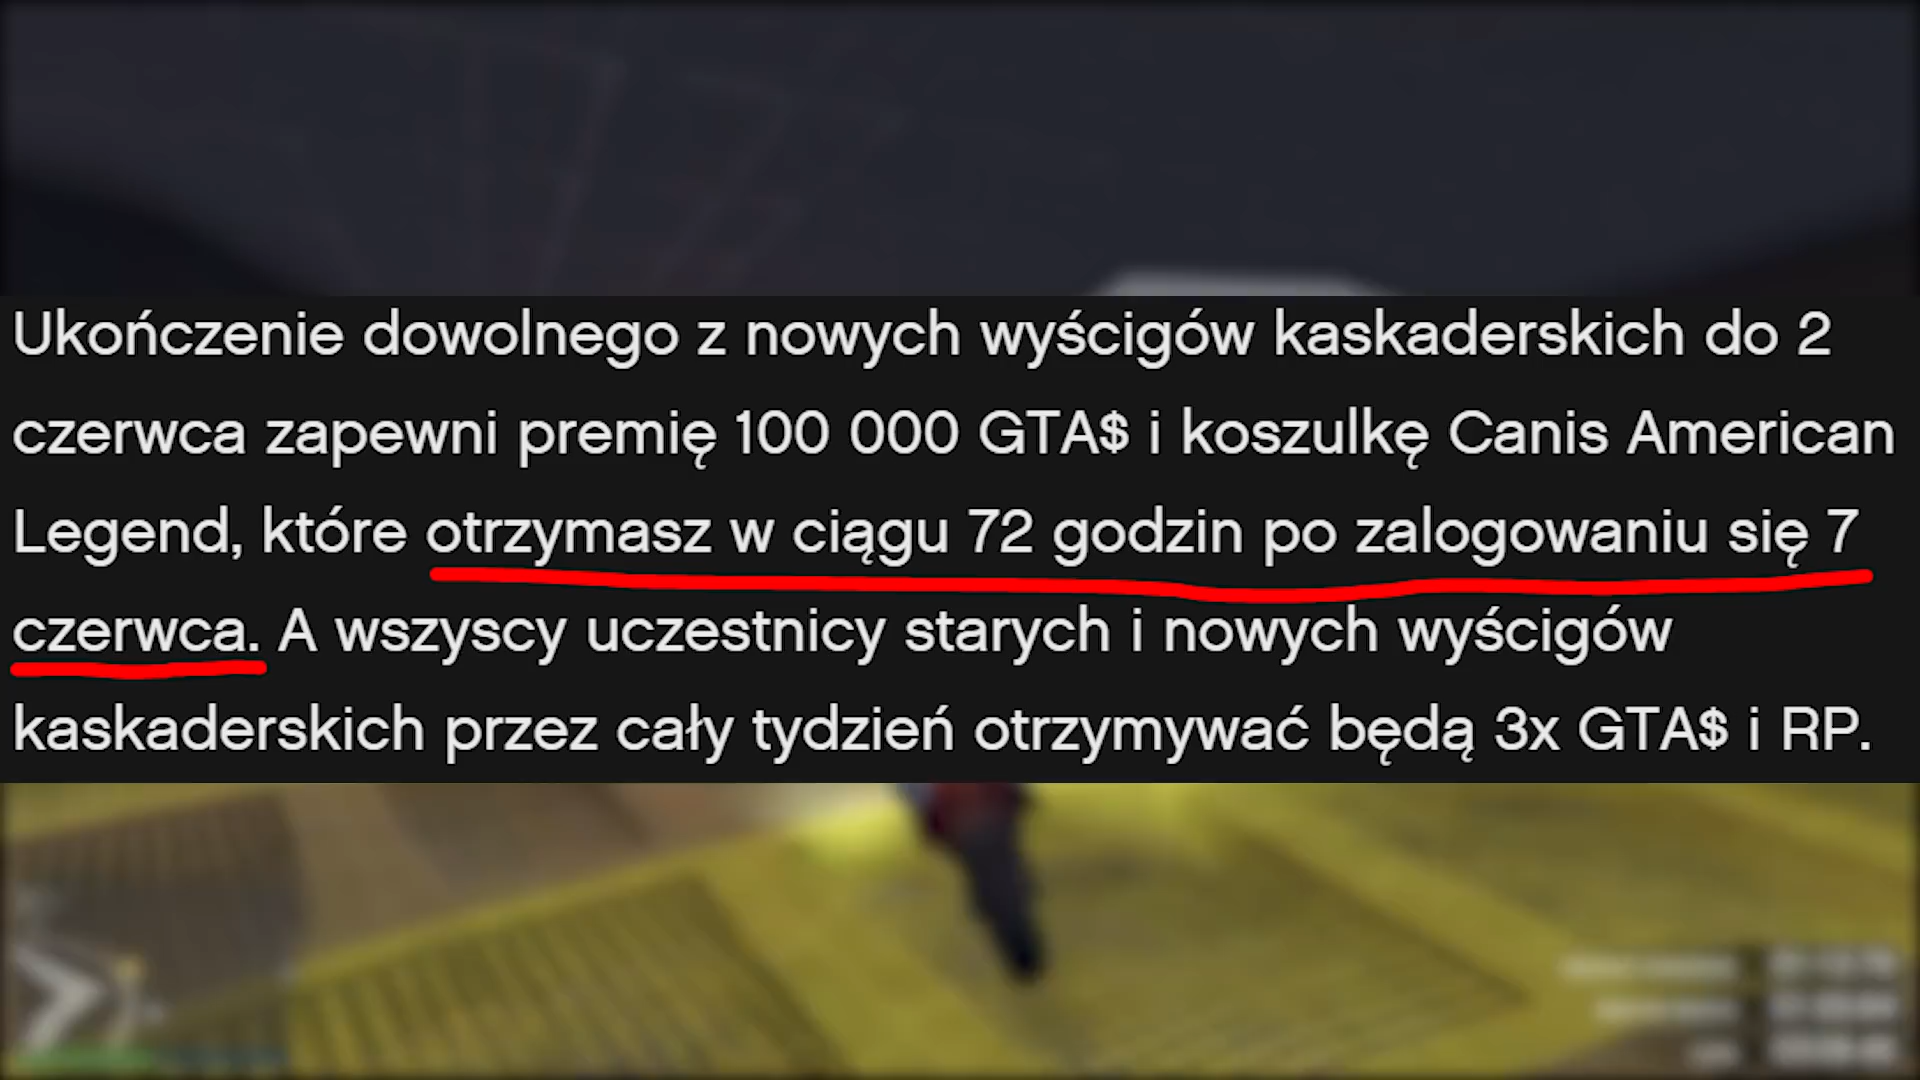 Ukończenie dowolnego z nowych wyścigów kaskaderskich do 2
czerwca zapewni premię 100 000 GTA$ i koszulkę Canis American
Legend, które otrzymasz w ciągu 72 godzin po zalogowaniu się 7
czerwca. A wszyscy uczestnicy starych i nowych wyścigów
kaskaderskich przez cały tydzień otrzymywać będą 3x GTA$ i RP.